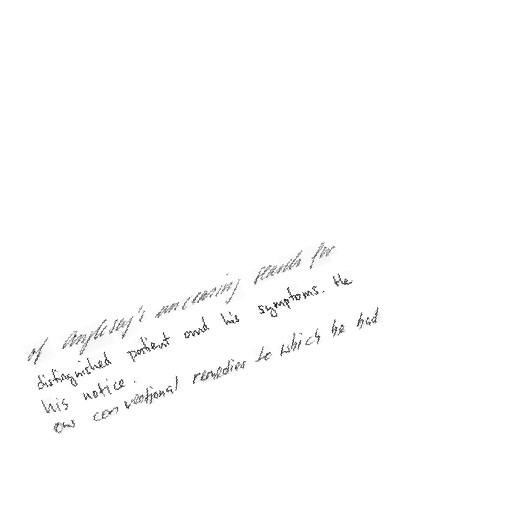 of Anglesey's unceasing search for
distinguished patient and his symptoms. He
his notice.
our conventional remedies to which he had